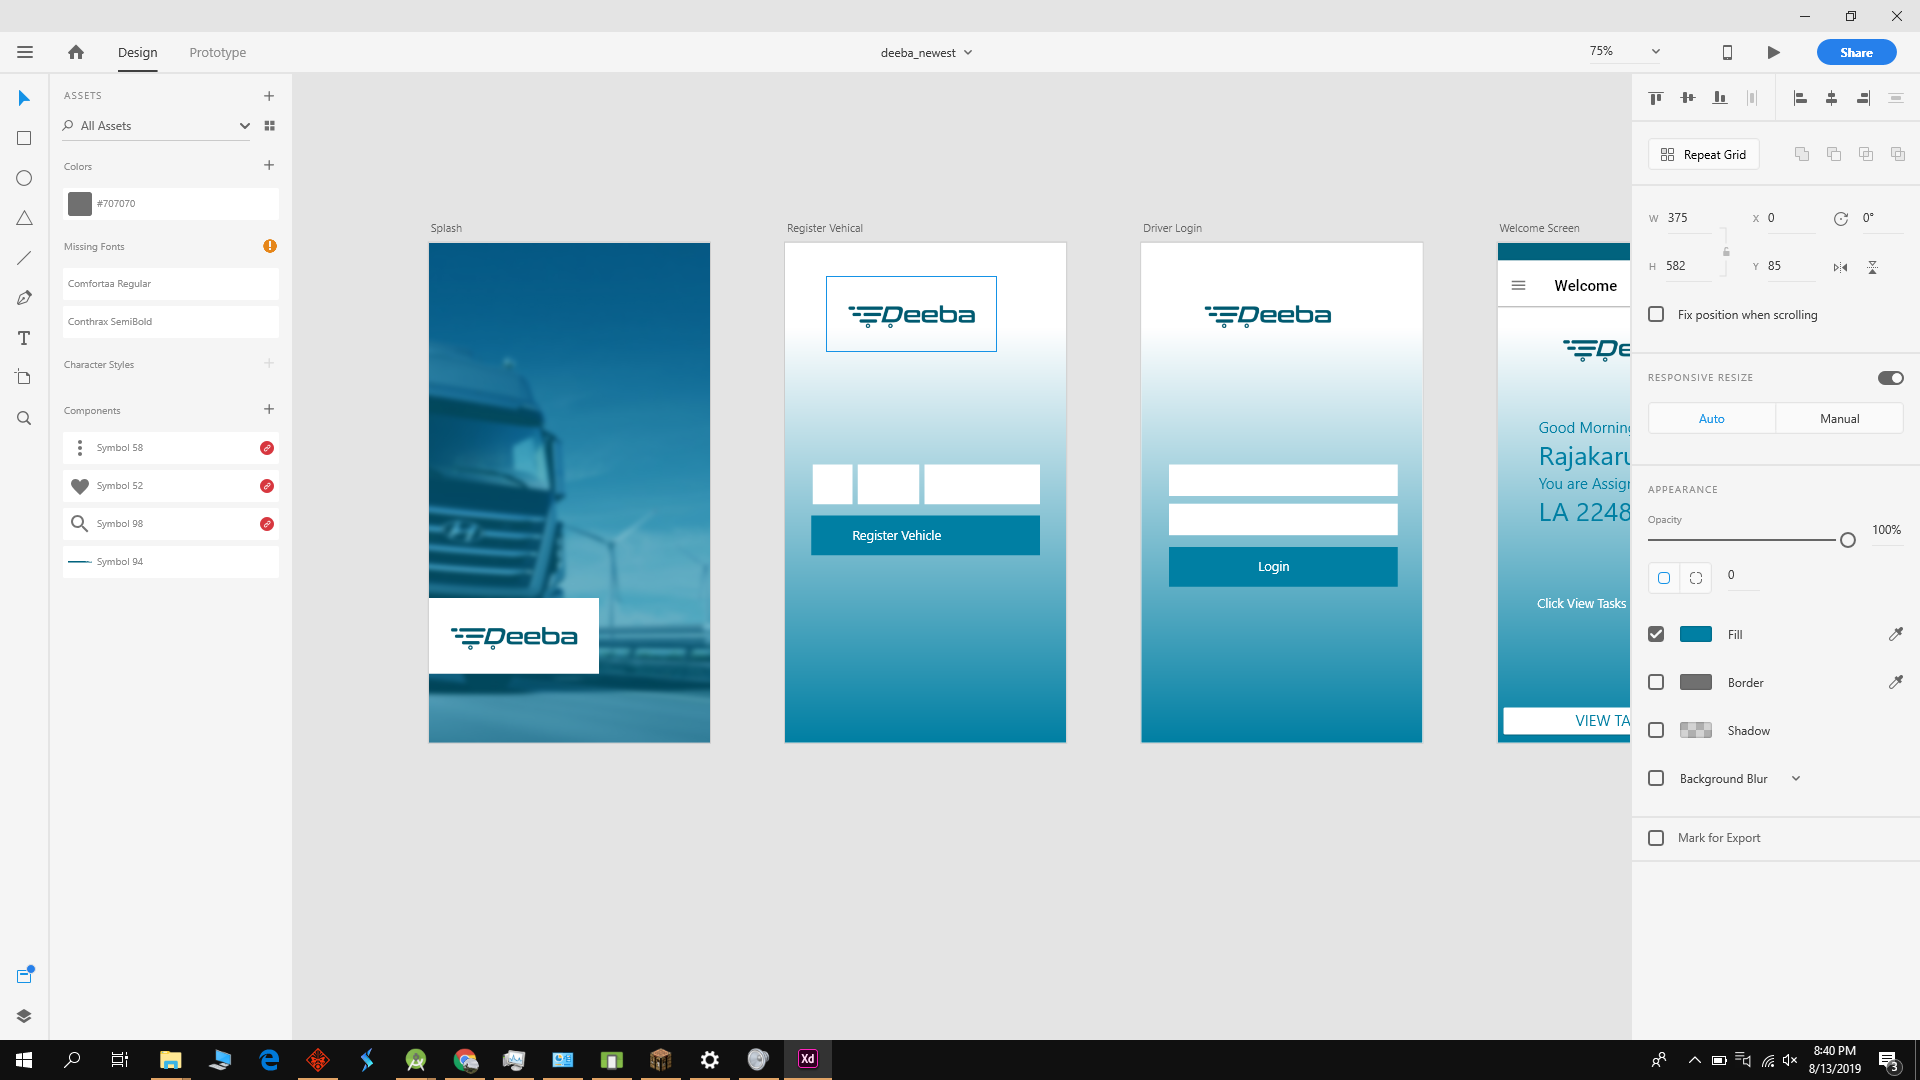 Design
Prototype
deeba_newest
75%
Share
ASSETS
All Assets
Colors
#707070
Missing Fonts
Comfortaa Regular
Conthrax SemiBold
Character Styles
Components
Symbol 58
Symbol 52
Symbol 98
Symbol 94
Splash
Deeba
Register Vehical
Deeba
Register Vehicle
Driver Login
Deeba
Login
Welcome Screen
Welcome
De
Good Morning
Rajakaru
You are Assign
LA 2248
Click View Tasks
VIEW TA
Repeat Grid
W 375
X 0
0°
H 582
Y 85
Fix position when scrolling
RESPONSIVE RESIZE
Auto
Manual
APPEARANCE
Opacity
100%
0
Fill
Border
Shadow
Background Blur
Mark for Export
Xd
8:40 PM
8/13/2019
3